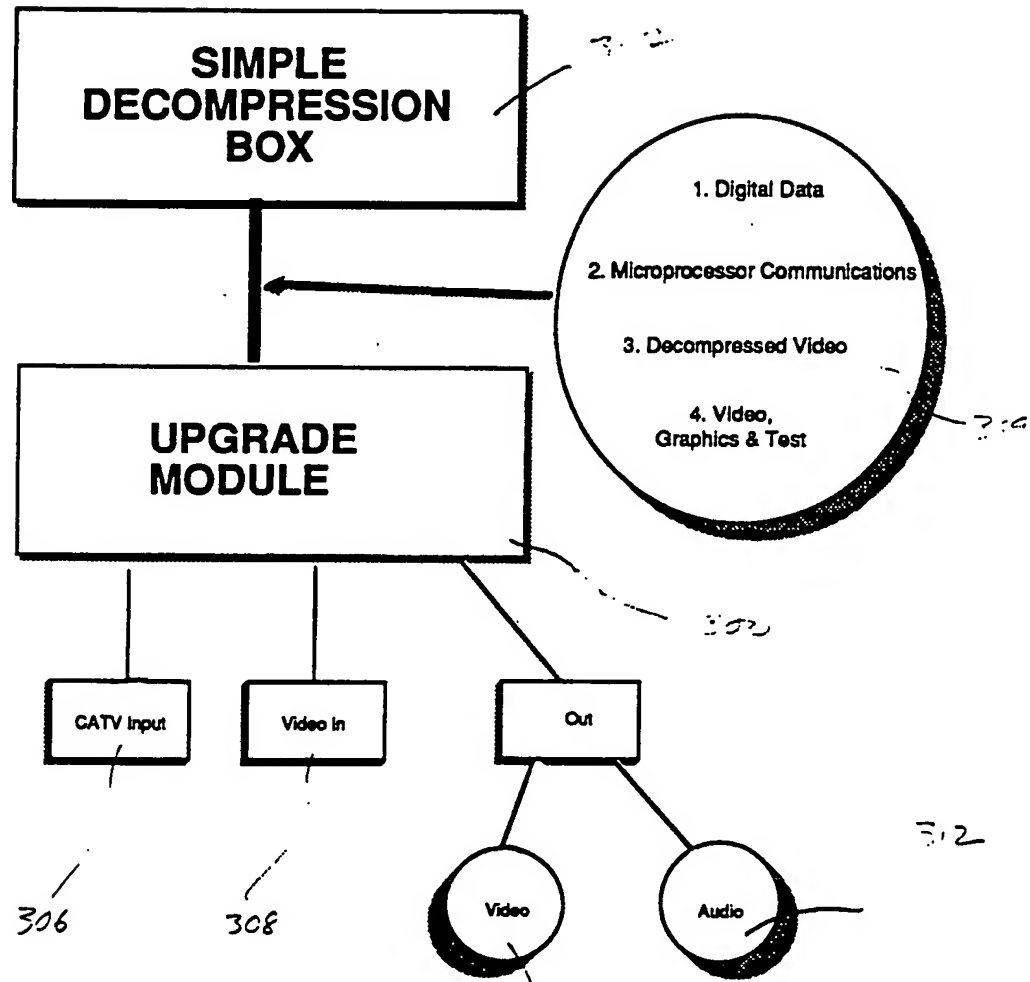 SIMPLE
DECOMPRESSION
BOX
1. Digital Data
2. Microprocessor Communications
3. Decompressed Video
4. Video,
Graphics & Test
UPGRADE
MODULE
CATV Input
Video In
Out
312
306
308
Video
Audio